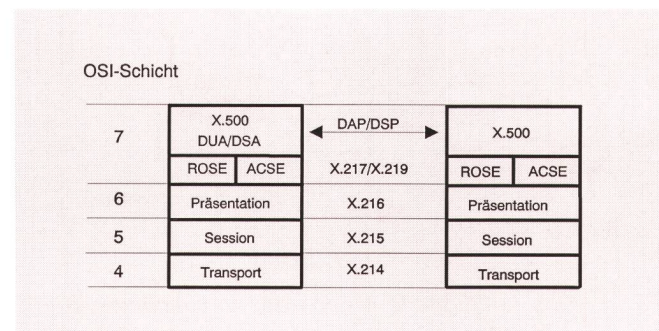 OSI-Schicht
7 X.500 DAP/DSP X.500
DUA/DSA
ROSE ACSE X.217/X.219 ROSE ACSE
6 Präsentation X.216 Präsentation
5 Session X.215 Session
4 Transport X.214 Transport